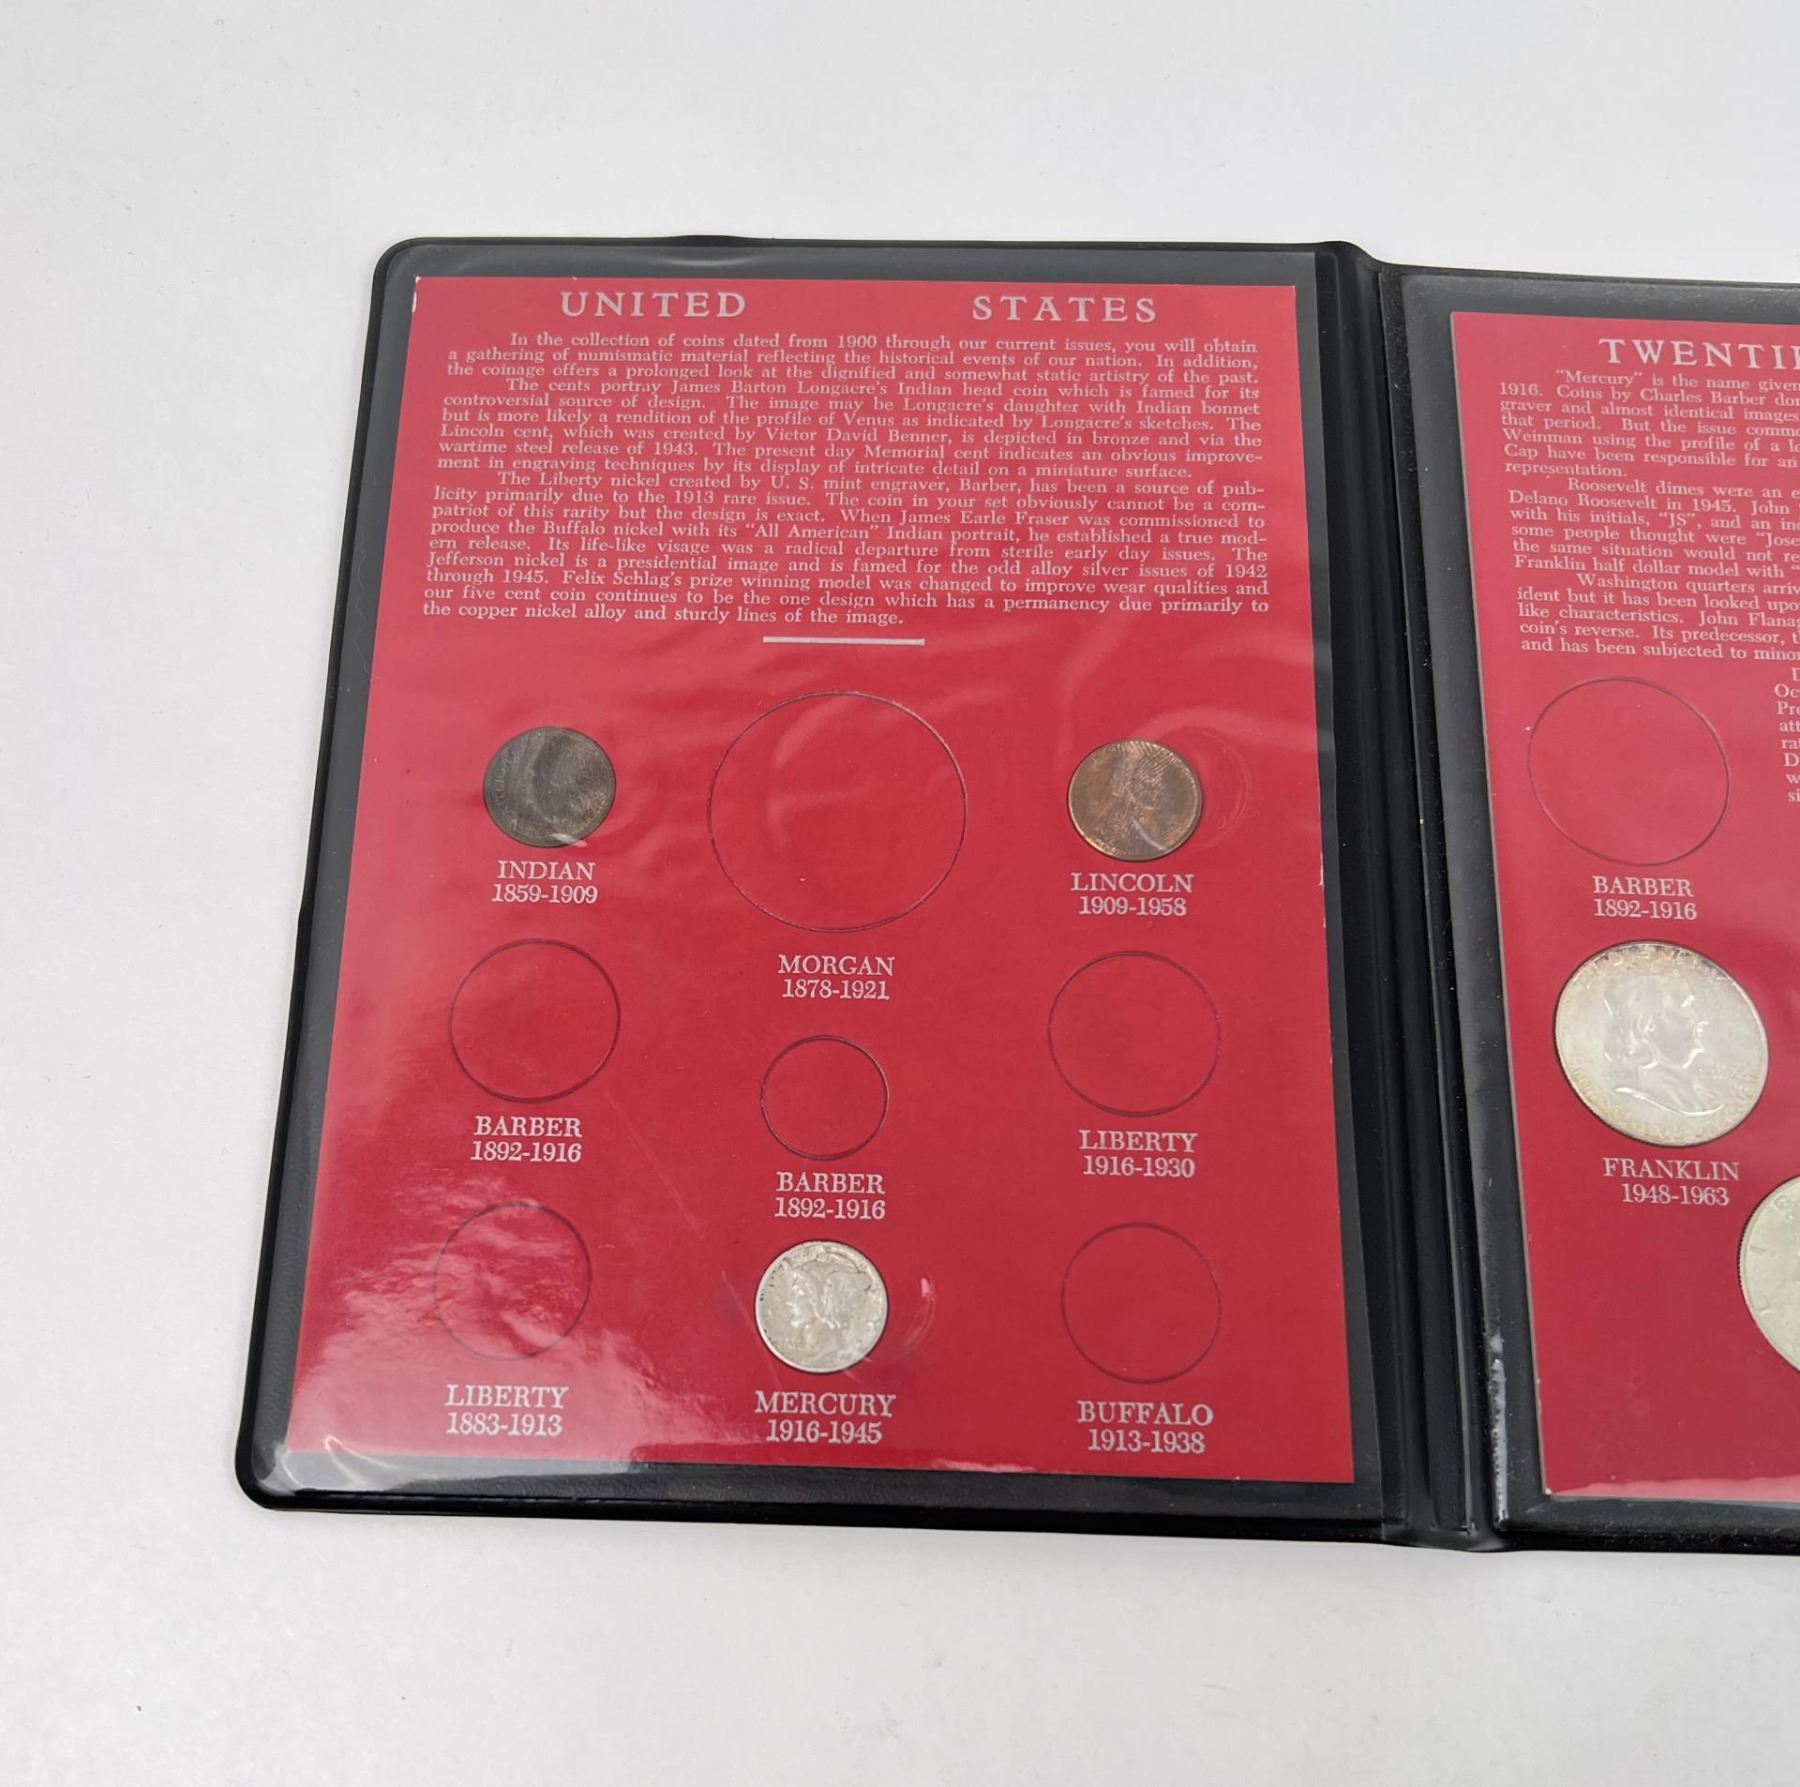 UNITED STATES
In the collection of coins dated from 1900 through our current issues, you will obtain
a gathering of numismatic material reflecting the historical events of our nation. In addition,
the coinage offers a prolonged look at the dignified and somewhat static artistry of the past.
The cents portray James Barton Longacre's Indian head coin which is famed for its
controversial source of design. The image may be Longacre's daughter with Indian bonnet
but is more likely a rendition of the profile of Venus as indicated by Longacre's sketches. The
Lincoln cent, which was created by Victor David Benner, is depicted in bronze and via the
wartime steel release of 1943. The present day Memorial cent indicates an obvious improve-
ment in engraving techniques by its display of intricate detail on a miniature surface.
The Liberty nickel created by U. S. mint engraver, Barber, has been a source of pub-
licity primarily due to the 1913 rare issue. The coin in your set obviously cannot be a com-
patriot of this rarity but the design is exact. When James Earle Fraser was commissioned to
produce the Buffalo nickel with its "All American" Indian portrait, he established a true mod-
ern release. Its life-like visage was a radical departure from sterile early day issues. The
Jefferson nickel is a presidential image and is famed for the odd alloy silver issues of 1942
through 1945. Felix Schlag's prize winning model was changed to improve wear qualities and
our five cent coin continues to be the one design which has a permanency due primarily to
the copper nickel alloy and sturdy lines of the image.
INDIAN
1859-1909
MORGAN
1878-1921
LINCOLN
1909-1958
BARBER
1892-1916
BARBER
1892-1916
LIBERTY
1916-1930
LIBERTY
1883-1913
MERCURY
1916-1945
BUFFALO
1913-1938
TWENTI
"Mercury" is the name given
1916. Coins by Charles Barber
graver and almost identical images
that period. But the issue
Weinman using the profile of a
Cap have been responsible for an
representation.
Roosevelt dimes were an
Delano Roosevelt in 1945. John
with his initials, "JS", and an
some people thought were
the same situation would not
Franklin half dollar model with
Washington quarters
ident but it has been looked
like characteristics. John
coin's reverse. Its predecessor,
and has been subjected to
BARBER
1892-1916
FRANKLIN
1948-1963